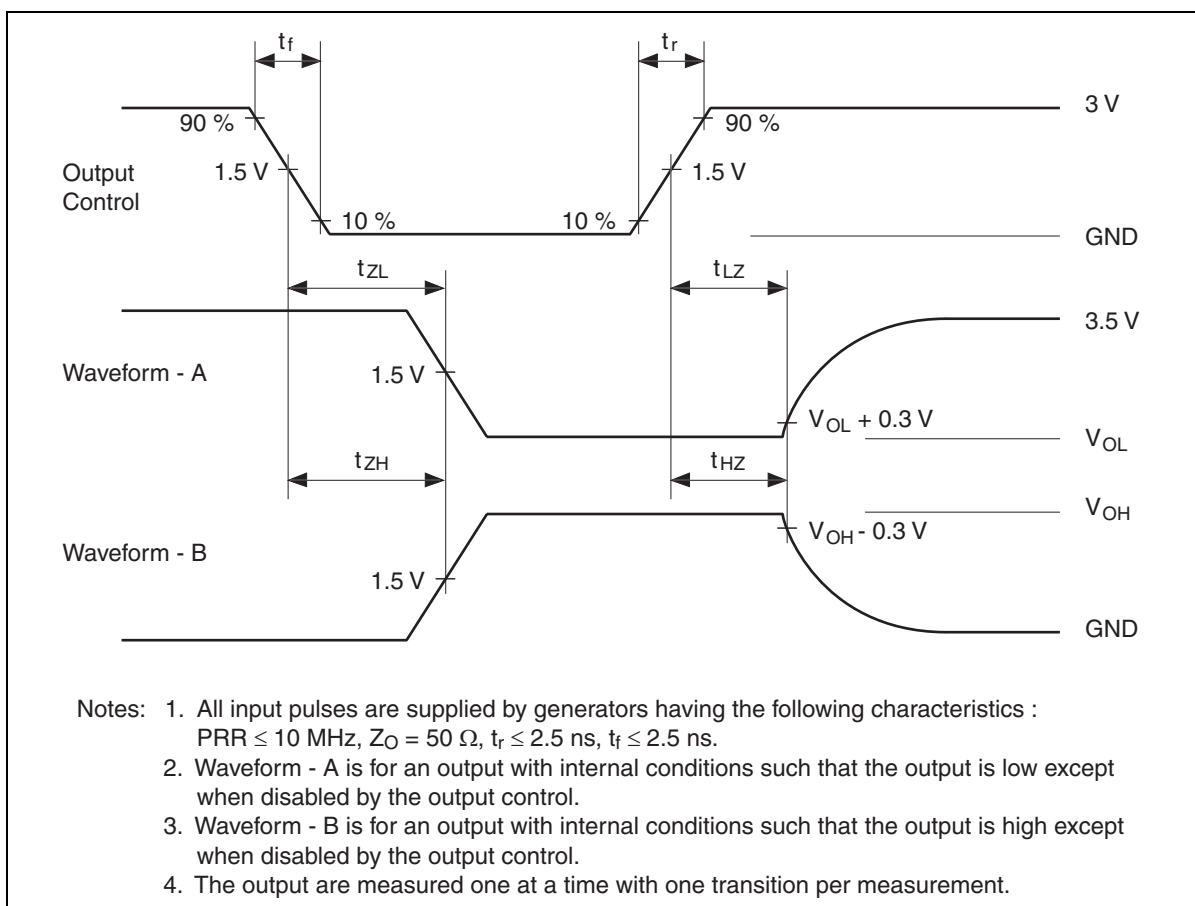 tf
tr
3 V
90 %
90 %
Output
Control
1.5 V
1.5 V
10 %
10 %
GND
tZL
tLZ
3.5 V
Waveform - A
1.5 V
VOL + 0.3 V
VOL
tZH
tHZ
VOH
VOH - 0.3 V
Waveform - B
1.5 V
GND
Notes: 1. All input pulses are supplied by generators having the following characteristics :
PRR ≤ 10 MHz, ZO = 50 Ω, tr ≤ 2.5 ns, tf ≤ 2.5 ns.
2. Waveform - A is for an output with internal conditions such that the output is low except
when disabled by the output control.
3. Waveform - B is for an output with internal conditions such that the output is high except
when disabled by the output control.
4. The output are measured one at a time with one transition per measurement.